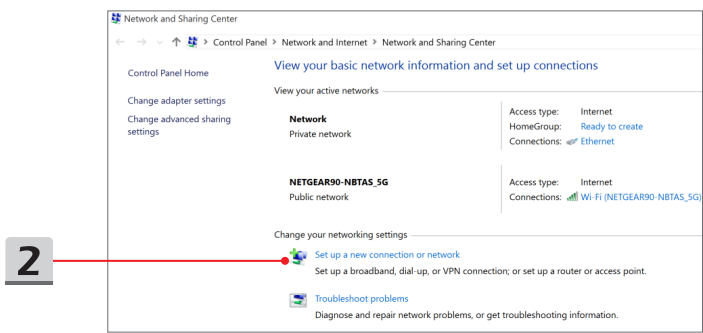 Network and Sharing Center
Control Panel > Network and Internet > Network and Sharing Center
Control Panel Home
Change adapter settings
Change advanced sharing
settings
View your basic network information and set up connections
View your active networks
Network
Private network
Access type: Internet
HomeGroup: Ready to create
Connections: Ethernet
NETGEAR90-NBTAS_5G
Public network
Access type: Internet
Connections: Wi-Fi (NETGEAR90-NBTAS_5G)
Change your networking settings
2
Set up a new connection or network
Set up a broadband, dial-up, or VPN connection; or set up a router or access point.
Troubleshoot problems
Diagnose and repair network problems, or get troubleshooting information.